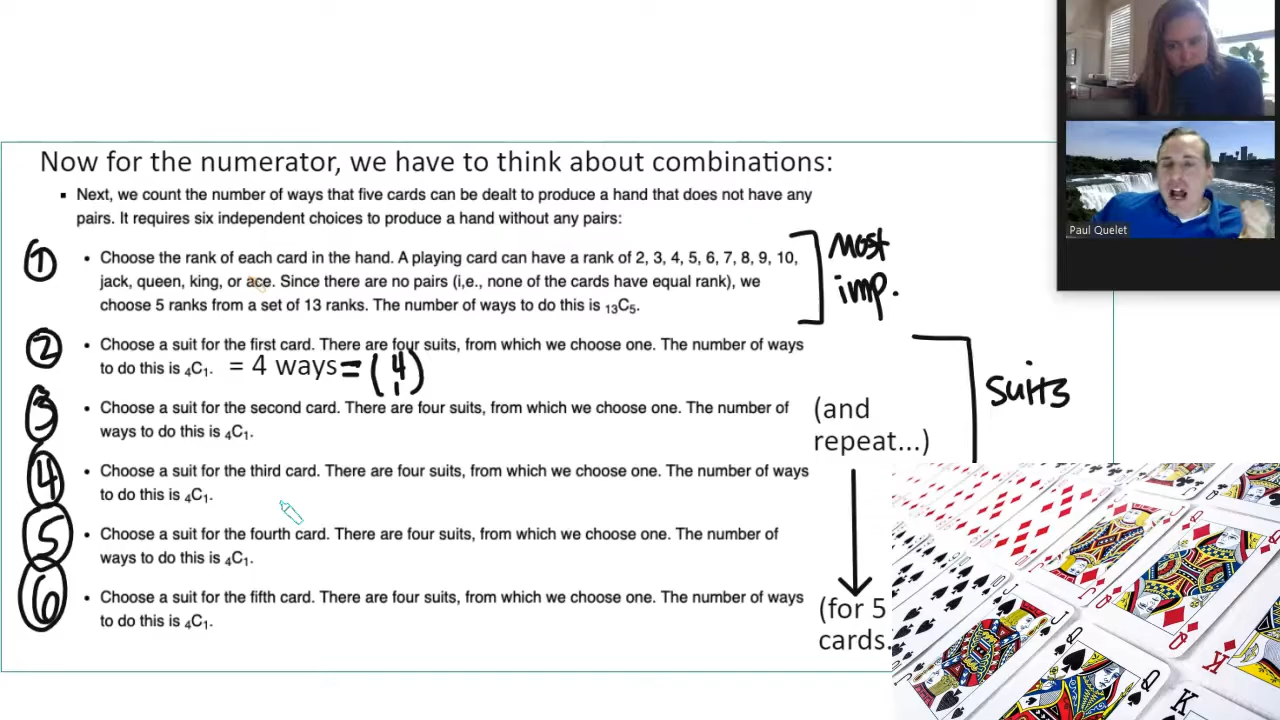 Now for the numerator, we have to think about combinations:
▪ Next, we count the number of ways that five cards can be dealt to produce a hand that does not have any
pairs. It requires six independent choices to produce a hand without any pairs:
① • Choose the rank of each card in the hand. A playing card can have a rank of 2, 3, 4, 5, 6, 7, 8, 9, 10,
jack, queen, king, or ace. Since there are no pairs (i,e., none of the cards have equal rank), we
choose 5 ranks from a set of 13 ranks. The number of ways to do this is ₁₃C₅.
most
imp.
② • Choose a suit for the first card. There are four suits, from which we choose one. The number of ways
to do this is ₄C₁. = 4 ways = (4 1)
③ • Choose a suit for the second card. There are four suits, from which we choose one. The number of
ways to do this is ₄C₁.
④ • Choose a suit for the third card. There are four suits, from which we choose one. The number of ways
to do this is ₄C₁.
⑤ • Choose a suit for the fourth card. There are four suits, from which we choose one. The number of
ways to do this is ₄C₁.
⑥ • Choose a suit for the fifth card. There are four suits, from which we choose one. The number of ways
to do this is ₄C₁.
(and
repeat...)
(for 5
cards.
suits
Paul Quelet
J
Q
Q
Q
K
K
J
Q